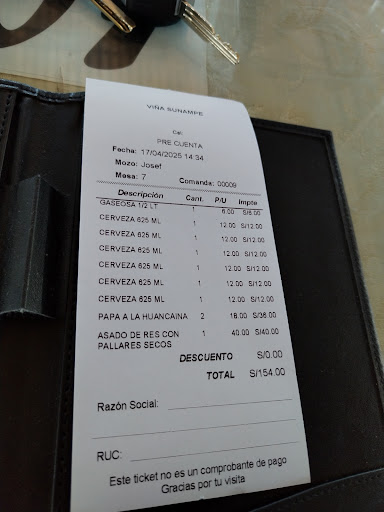 VIÑA SUNAMPE
Cel:
PRE CUENTA
Fecha: 17/04/2025 14:34
Mozo: Josef
Mesa: 7 Comanda: 00009
Descripción Cant. P/U Impte
GASEOSA 1/2 LT 1 6.00 S/6.00
CERVEZA 625 ML 1 12.00 S/12.00
CERVEZA 625 ML 1 12.00 S/12.00
CERVEZA 625 ML 1 12.00 S/12.00
CERVEZA 625 ML 1 12.00 S/12.00
CERVEZA 625 ML 1 12.00 S/12.00
CERVEZA 625 ML 1 12.00 S/12.00
PAPA A LA HUANCAINA 2 18.00 S/36.00
ASADO DE RES CON 1 40.00 S/40.00
PALLARES SECOS
DESCUENTO S/0.00
TOTAL S/154.00
Razón Social:
RUC:
Este ticket no es un comprobante de pago
Gracias por tu visita